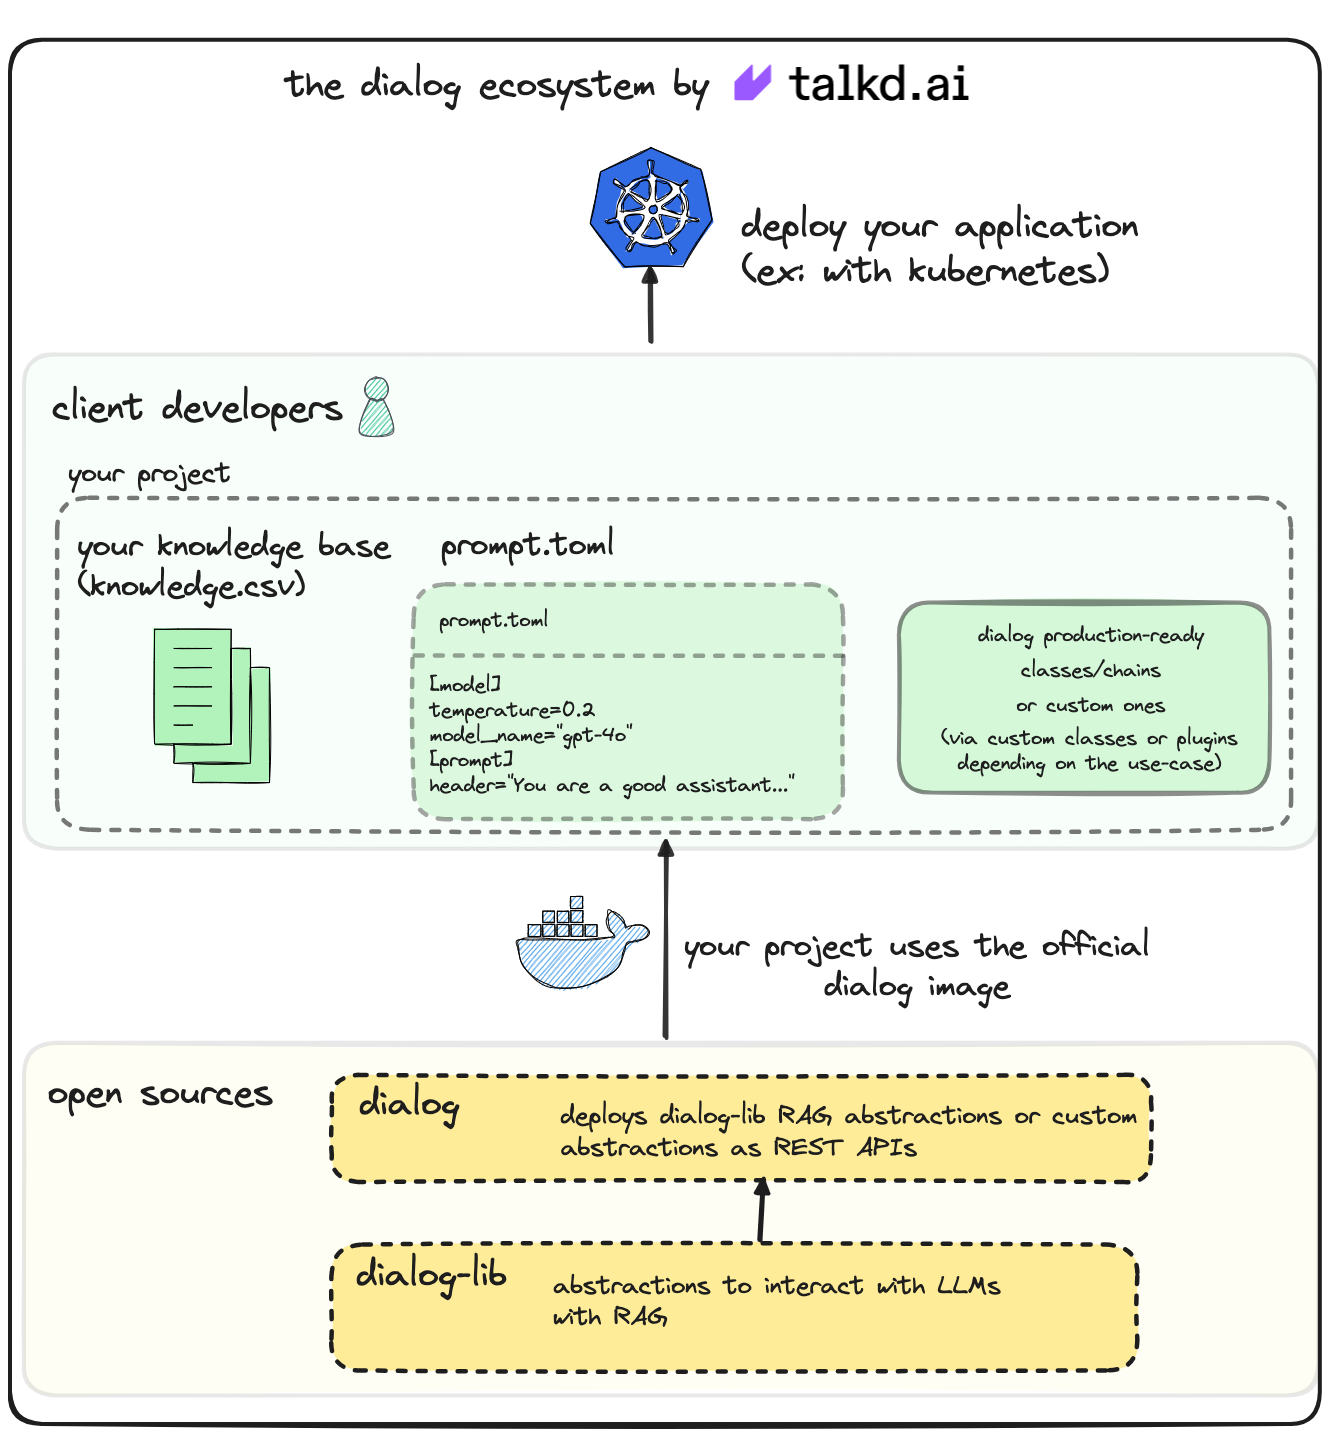 the dialog ecosystem by talkd.ai
deploy your application
(ex: with kubernetes)
client developers
your project
your knowledge base
(knowledge.csv)
prompt.toml
prompt.toml
[model]
temperature=0.2
model_name="gpt-4o"
[prompt]
header="You are a good assistant..."
dialog production-ready
classes/chains
or custom ones
(via custom classes or plugins
depending on the use-case)
your project uses the official
dialog image
open sources
dialog
deploys dialog-lib RAG abstractions or custom
abstractions as REST APIs
dialog-lib
abstractions to interact with LLMs
with RAG